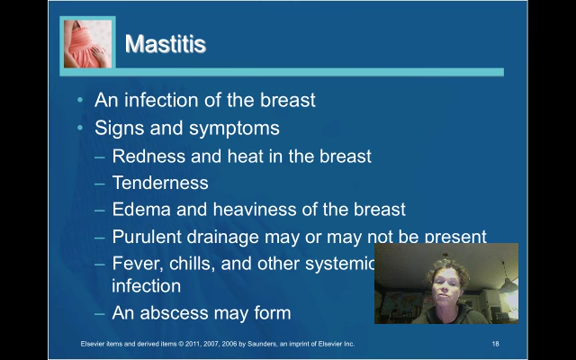 Mastitis
• An infection of the breast
• Signs and symptoms
– Redness and heat in the breast
– Tenderness
– Edema and heaviness of the breast
– Purulent drainage may or may not be present
– Fever, chills, and other systemic
infection
– An abscess may form
Elsevier items and derived items © 2011, 2007, 2006 by Saunders, an imprint of Elsevier Inc.
18